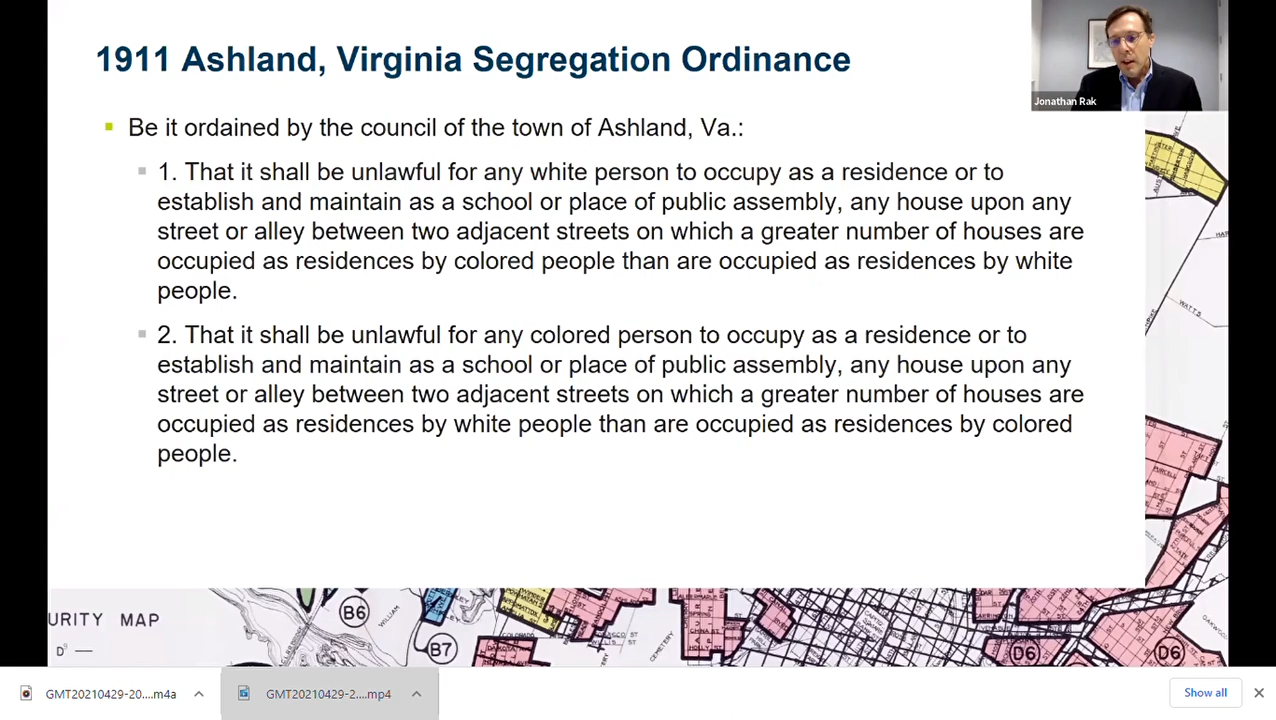 1911 Ashland, Virginia Segregation Ordinance
Jonathan Rak
Be it ordained by the council of the town of Ashland, Va.:
1. That it shall be unlawful for any white person to occupy as a residence or to
establish and maintain as a school or place of public assembly, any house upon any
street or alley between two adjacent streets on which a greater number of houses are
occupied as residences by colored people than are occupied as residences by white
people.
2. That it shall be unlawful for any colored person to occupy as a residence or to
establish and maintain as a school or place of public assembly, any house upon any
street or alley between two adjacent streets on which a greater number of houses are
occupied as residences by white people than are occupied as residences by colored
people.
WATTS
PURCELL
URITY MAP
B6
WILLIAM
B7
CEMETERY
D6
D6
OAKWOOD
GMT20210429-20....m4a
GMT20210429-2....mp4
Show all